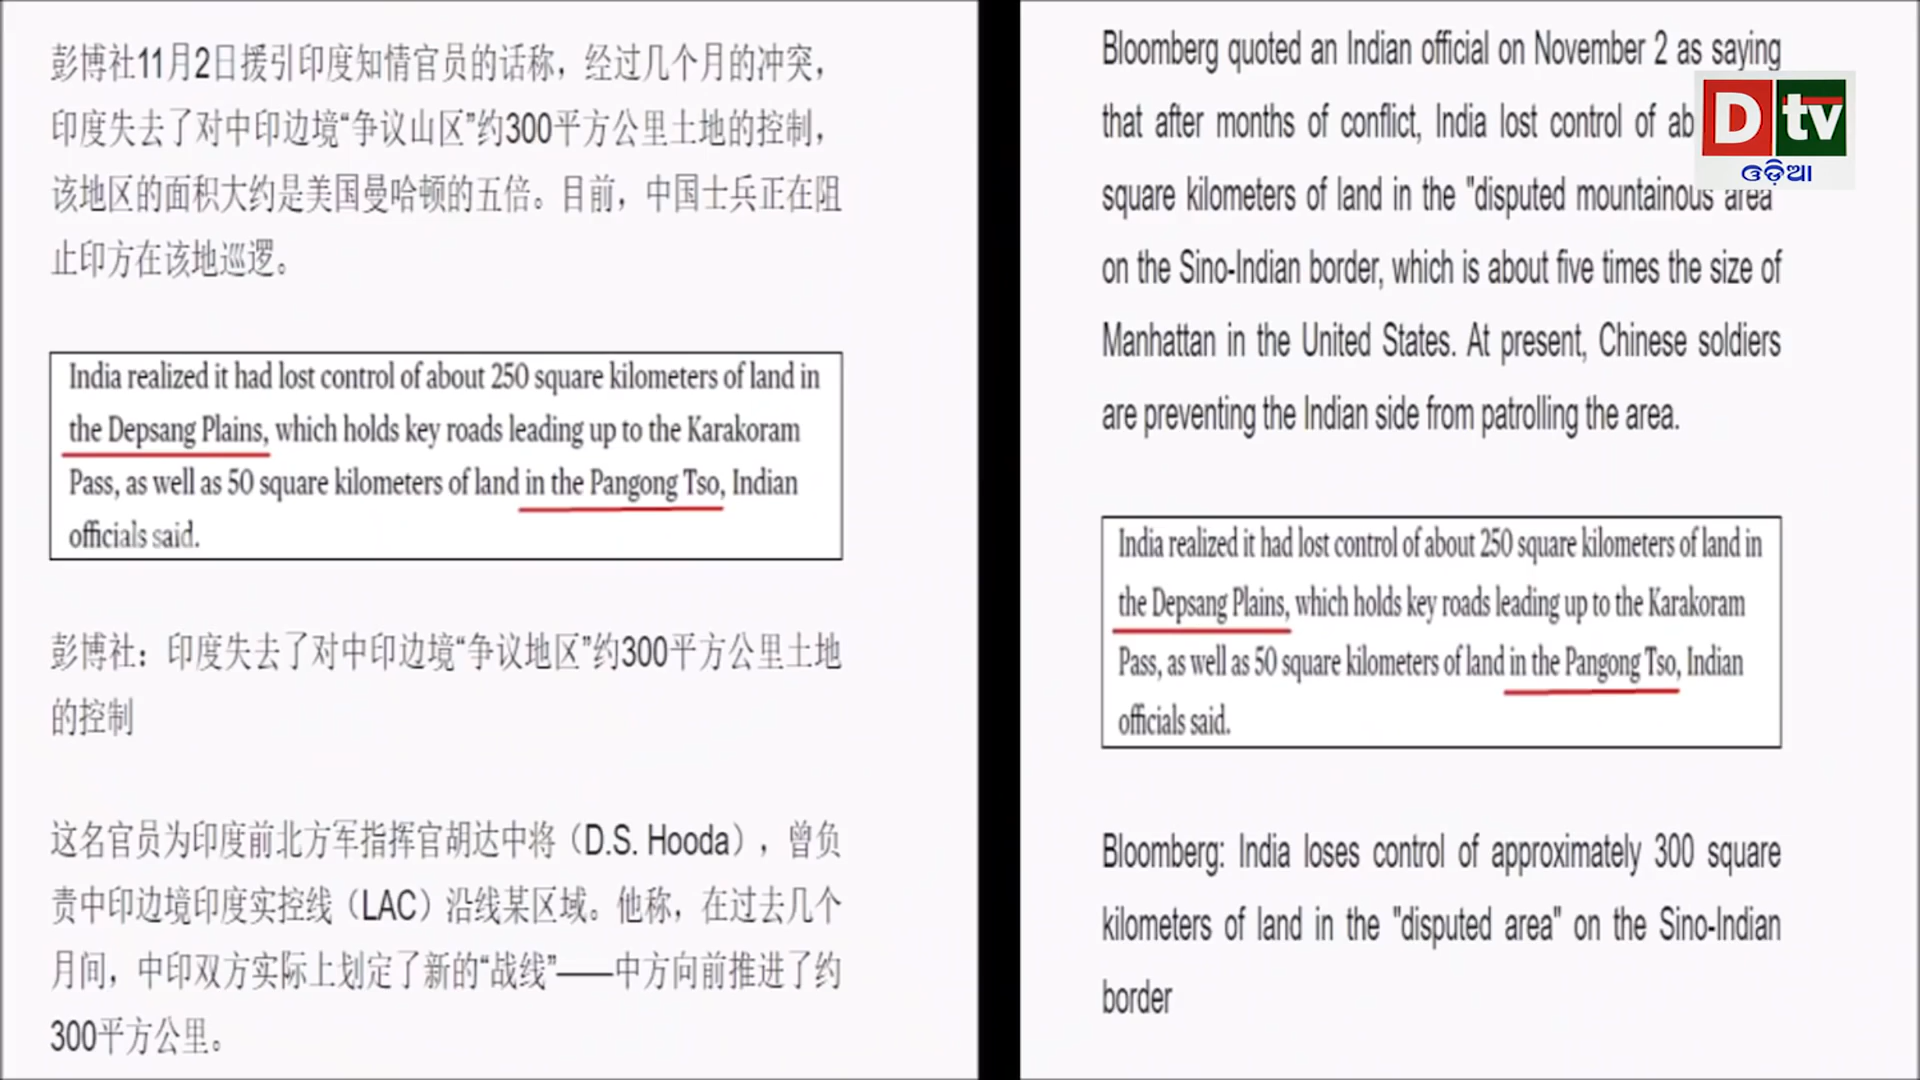 彭博社11月2日援引印度知情官员的话称，经过几个月的冲突，
印度失去了对中印边境“争议山区”约300平方公里土地的控制，
该地区的面积大约是美国曼哈顿的五倍。目前，中国士兵正在阻
止印方在该地巡逻。
India realized it had lost control of about 250 square kilometers of land in
the Depsang Plains, which holds key roads leading up to the Karakoram
Pass, as well as 50 square kilometers of land in the Pangong Tso, Indian
officials said.
彭博社：印度失去了对中印边境“争议地区”约300平方公里土地
的控制
这名官员为印度前北方军指挥官胡达中将（D.S. Hooda），曾负
责中印边境印度实控线（LAC）沿线某区域。他称，在过去几个
月间，中印双方实际上划定了新的“战线”——中方向前推进了约
300平方公里。
Bloomberg quoted an Indian official on November 2 as saying
that after months of conflict, India lost control of
square kilometers of land in the "disputed mountainous area"
on the Sino-Indian border, which is about five times the size of
Manhattan in the United States. At present, Chinese soldiers
are preventing the Indian side from patrolling the area.
India realized it had lost control of about 250 square kilometers of land in
the Depsang Plains, which holds key roads leading up to the Karakoram
Pass, as well as 50 square kilometers of land in the Pangong Tso, Indian
officials said.
Bloomberg: India loses control of approximately 300 square
kilometers of land in the "disputed area" on the Sino-Indian
border
D tv
ଓଡ଼ିଆ